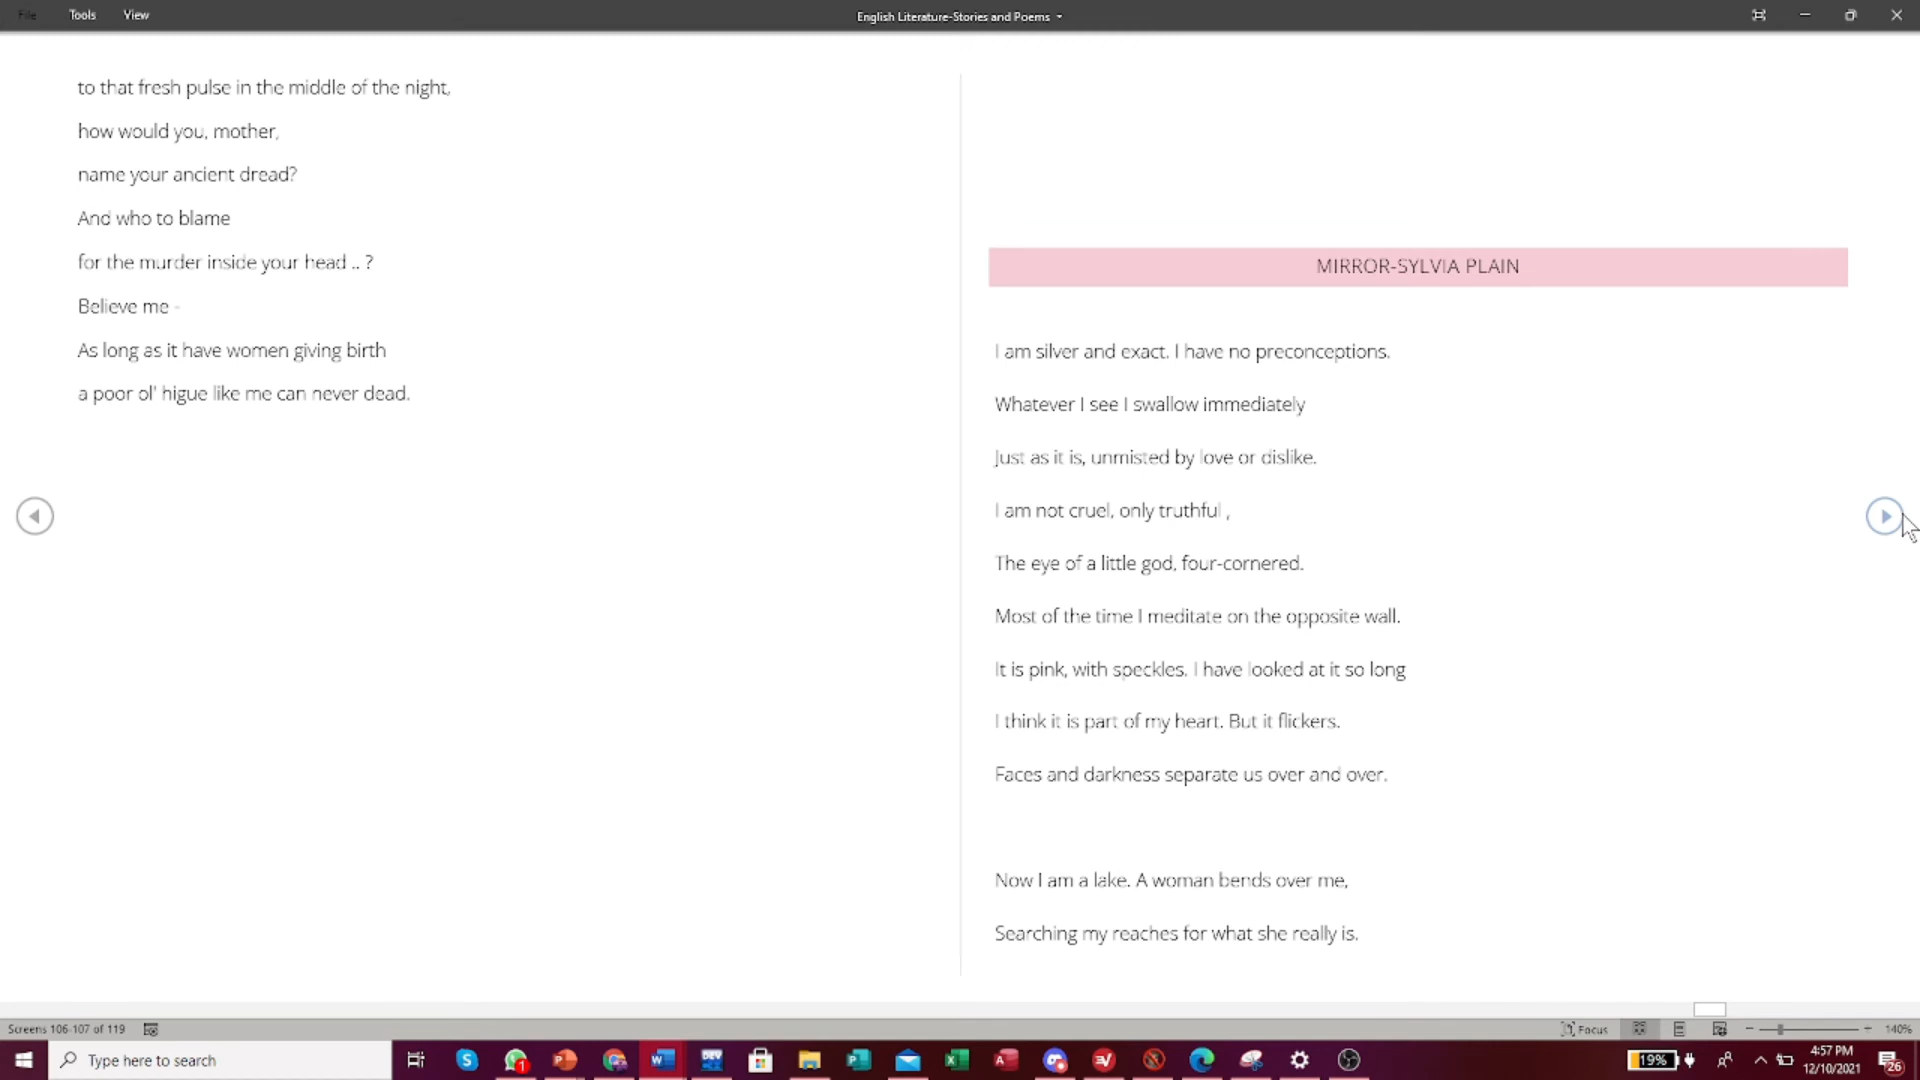 File Tools View English Literature-Stories and Poems
to that fresh pulse in the middle of the night,
how would you, mother,
name your ancient dread?
And who to blame
for the murder inside your head .. ?
Believe me -
As long as it have women giving birth
a poor ol' higue like me can never dead.
MIRROR-SYLVIA PLAIN
I am silver and exact. I have no preconceptions.
Whatever I see I swallow immediately
Just as it is, unmisted by love or dislike.
I am not cruel, only truthful ,
The eye of a little god, four-cornered.
Most of the time I meditate on the opposite wall.
It is pink, with speckles. I have looked at it so long
I think it is part of my heart. But it flickers.
Faces and darkness separate us over and over.
Now I am a lake. A woman bends over me,
Searching my reaches for what she really is.
Screens 106-107 of 119 Focus 140%
Type here to search 19% 4:57 PM
12/10/2021 26